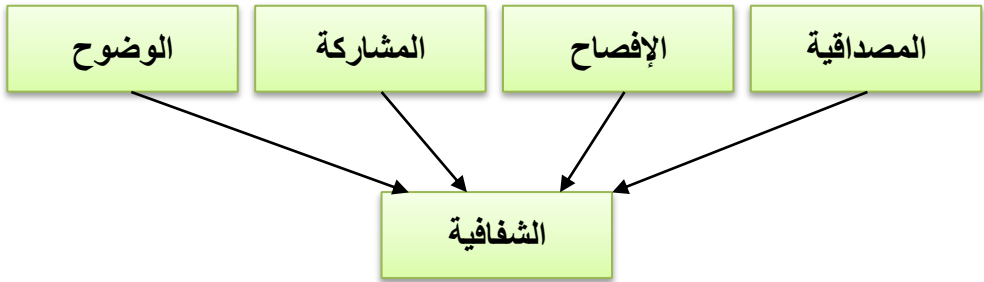 المصداقية
الإفصاح
المشاركة
الوضوح
الشفافية